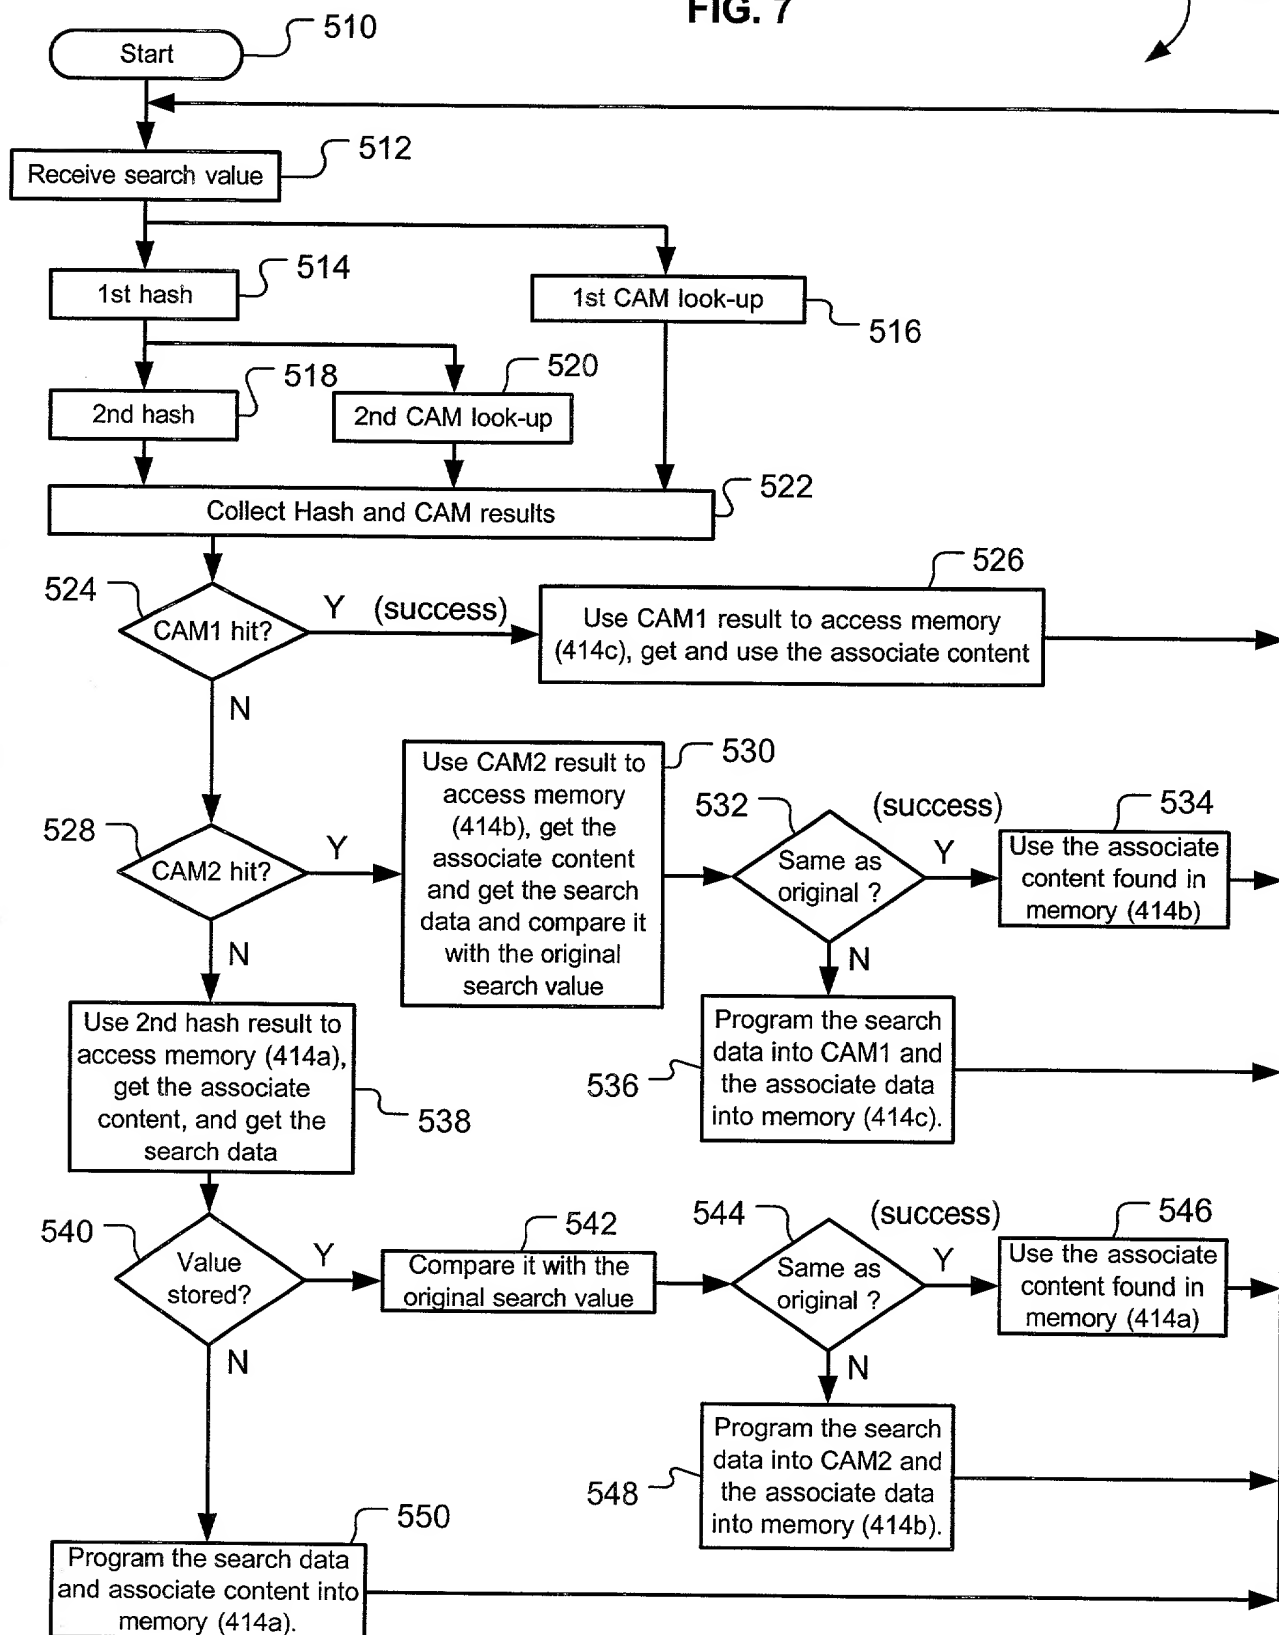 FIG. 7
Start
510
Receive search value
512
1st hash
514
1st CAM look-up
516
2nd hash
518
2nd CAM look-up
520
Collect Hash and CAM results
522
524
CAM1 hit?
Y (success)
526
Use CAM1 result to access memory
(414c), get and use the associate content
N
528
CAM2 hit?
Y
530
Use CAM2 result to
access memory
(414b), get the
associate content
and get the search
data and compare it
with the original
search value
532
Same as
original ?
(success)
Y
534
Use the associate
content found in
memory (414b)
N
536
Program the search
data into CAM1 and
the associate data
into memory (414c).
N
Use 2nd hash result to
access memory (414a),
get the associate
content, and get the
search data
538
540
Value
stored?
Y
542
Compare it with the
original search value
544
Same as
original ?
(success)
Y
546
Use the associate
content found in
memory (414a)
N
548
Program the search
data into CAM2 and
the associate data
into memory (414b).
N
550
Program the search data
and associate content into
memory (414a).